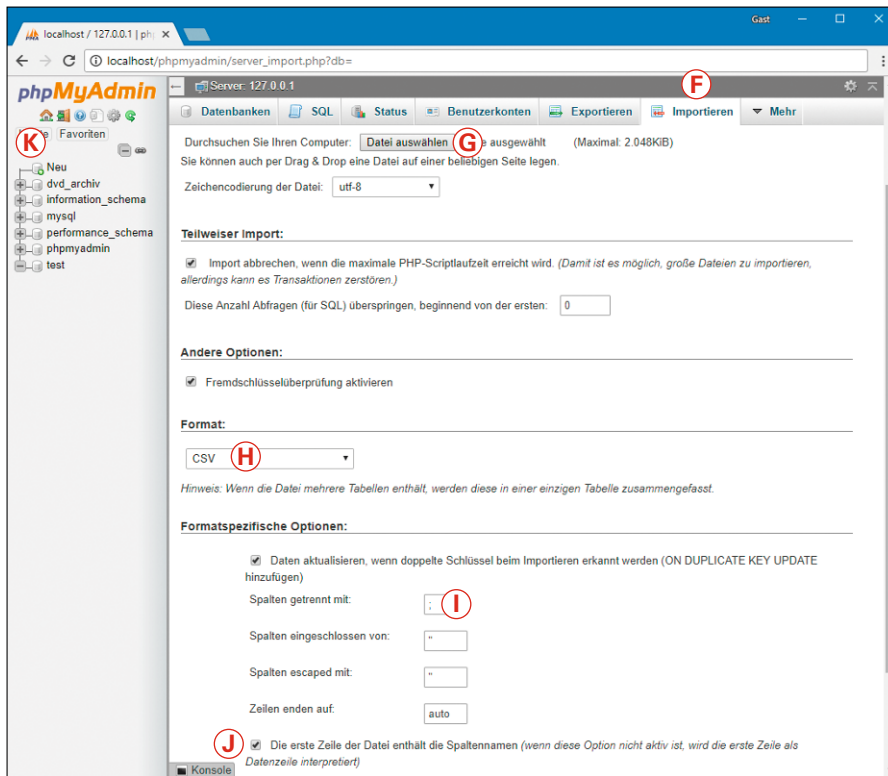 Gast
localhost / 127.0.0.1 | ph
localhost/phpmyadmin/server_import.php?db=
phpMyAdmin
Server: 127.0.0.1
F
Datenbanken SQL Status Benutzerkonten Exportieren Importieren Mehr
K
Favoriten
Neu
dvd_archiv
information_schema
mysql
performance_schema
phpmyadmin
test
Durchsuchen Sie Ihren Computer: Datei auswählen G ausgewählt (Maximal: 2.048KiB)
Sie können auch per Drag & Drop eine Datei auf einer beliebigen Seite legen.
Zeichencodierung der Datei: utf-8
Teilweiser Import:
Import abbrechen, wenn die maximale PHP-Scriptlaufzeit erreicht wird. (Damit ist es möglich, große Dateien zu importieren,
allerdings kann es Transaktionen zerstören.)
Diese Anzahl Abfragen (für SQL) überspringen, beginnend von der ersten: 0
Andere Optionen:
Fremdschlüsselüberprüfung aktivieren
Format:
CSV H
Hinweis: Wenn die Datei mehrere Tabellen enthält, werden diese in einer einzigen Tabelle zusammengefasst.
Formatspezifische Optionen:
Daten aktualisieren, wenn doppelte Schlüssel beim Importieren erkannt werden (ON DUPLICATE KEY UPDATE
hinzufügen)
Spalten getrennt mit: ; I
Spalten eingeschlossen von: "
Spalten escaped mit: "
Zeilen enden auf: auto
J Die erste Zeile der Datei enthält die Spaltennamen (wenn diese Option nicht aktiv ist, wird die erste Zeile als
Datenzeile interpretiert)
Konsole